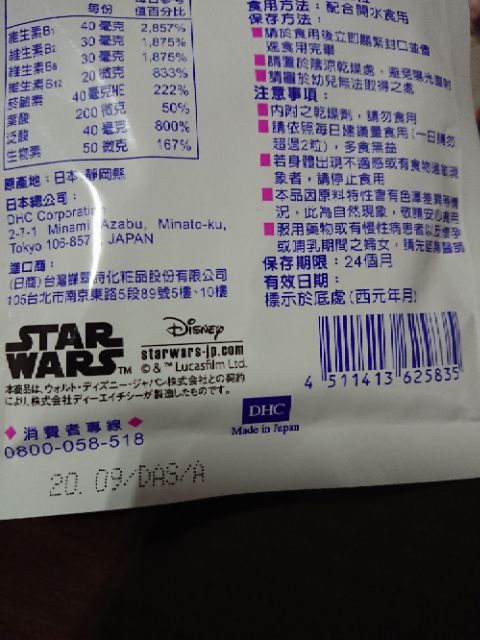 每份
值百分比
維生素B1 40 毫克 2,857%
維生素B2 30 毫克 1,875%
維生素B6 30 毫克 1,875%
維生素B12 20 微克 833%
菸鹼素 40 毫克NE 222%
葉酸 200 微克 50%
泛酸 40 毫克 800%
生物素 50 微克 167%
原產地：日本 靜岡縣
日本總公司：
DHC Corporation
2-7-1 Minami Azabu, Minato-ku,
Tokyo 106-857 , JAPAN
進口商：
(日商)台灣蝶翠詩化粧品股份有限公司
105台北市南京東路5段89號5樓、10樓
STAR WARS TM
Disney
starwars-jp.com
© & ™ Lucasfilm Ltd.
本商品は、ウォルト・ディズニー・ジャパン株式会社との契約
により、株式会社ディーエイチシーが製造したものです。
◆消費者專線◆
0800-058-518
20. 09/DAS/A
食用方法：配合開水食用
保存方法：
■請於食用後立即關緊封口並儘
速食用完畢
■請置於陰涼乾燥處，避免陽光直射
■請置於幼兒無法取得之處
注意事項：
■內附之乾燥劑，請勿食用
■請依照每日建議量食用(一日請勿
超過2粒)，多食無益
■若身體出現不適感或有食物過敏現
象者，請停止食用
■本品因原料特性會有色澤差異等情
況，此為自然現象，敬請安心食用
■服用藥物或有慢性病患者以及懷孕
或哺乳期間之婦女，請先諮詢醫師
保存期限：24個月
有效日期：
標示於底處(西元年月)
4 511413 625835
DHC
Made in Japan